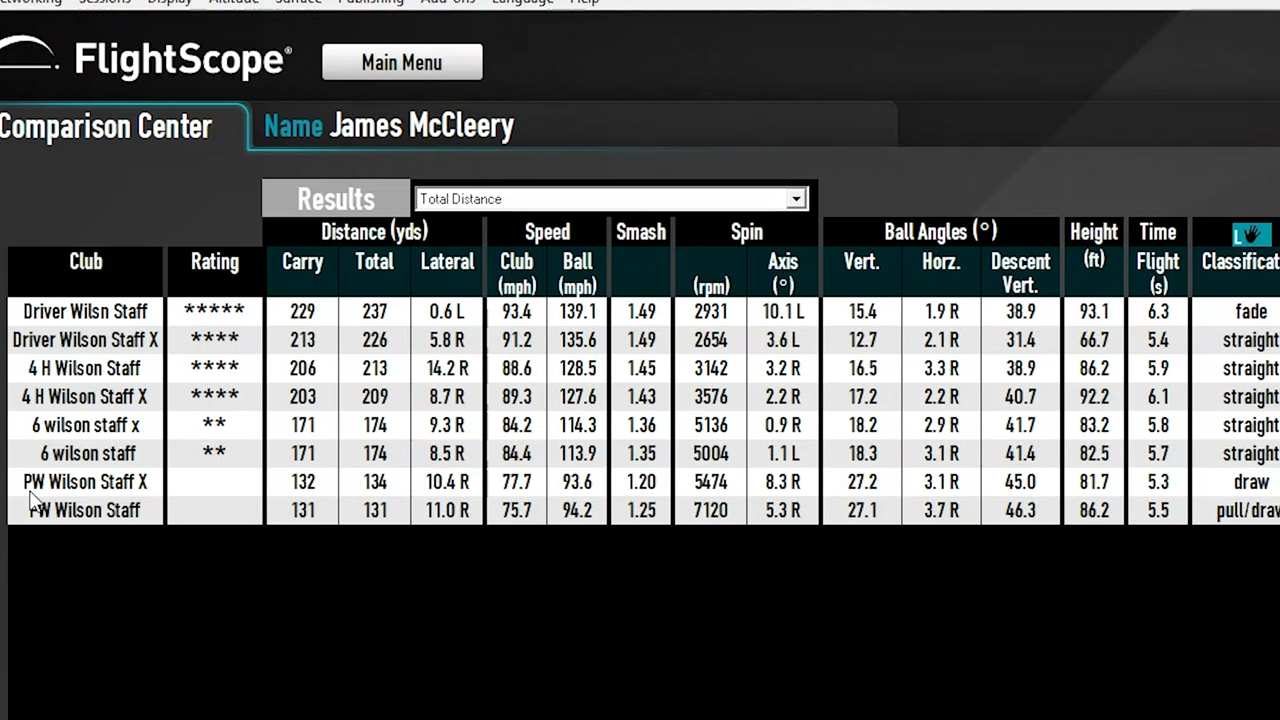 Sessions Display Altitude Surface Publishing Add-ons Language Help
FlightScope®
Main Menu
Comparison Center
Name James McCleery
Results Total Distance
Distance (yds) Speed Smash Spin Ball Angles (°) Height Time L
Club Rating Carry Total Lateral Club Ball Axis Vert. Horz. Descent (ft) Flight Classificat
(mph) (mph) (rpm) (°) Vert. (s)
Driver Wilsn Staff ***** 229 237 0.6 L 93.4 139.1 1.49 2931 10.1 L 15.4 1.9 R 38.9 93.1 6.3 fade
Driver Wilson Staff X **** 213 226 5.8 R 91.2 135.6 1.49 2654 3.6 L 12.7 2.1 R 31.4 66.7 5.4 straight
4 H Wilson Staff **** 206 213 14.2 R 88.6 128.5 1.45 3142 3.2 R 16.5 3.3 R 38.9 86.2 5.9 straight
4 H Wilson Staff X **** 203 209 8.7 R 89.3 127.6 1.43 3576 2.2 R 17.2 2.2 R 40.7 92.2 6.1 straight
6 wilson staff x ** 171 174 9.3 R 84.2 114.3 1.36 5136 0.9 R 18.2 2.9 R 41.7 83.2 5.8 straight
6 wilson staff ** 171 174 8.5 R 84.4 113.9 1.35 5004 1.1 L 18.3 3.1 R 41.4 82.5 5.7 straight
PW Wilson Staff X 132 134 10.4 R 77.7 93.6 1.20 5474 8.3 R 27.2 3.1 R 45.0 81.7 5.3 draw
PW Wilson Staff 131 131 11.0 R 75.7 94.2 1.25 7120 5.3 R 27.1 3.7 R 46.3 86.2 5.5 pull/draw